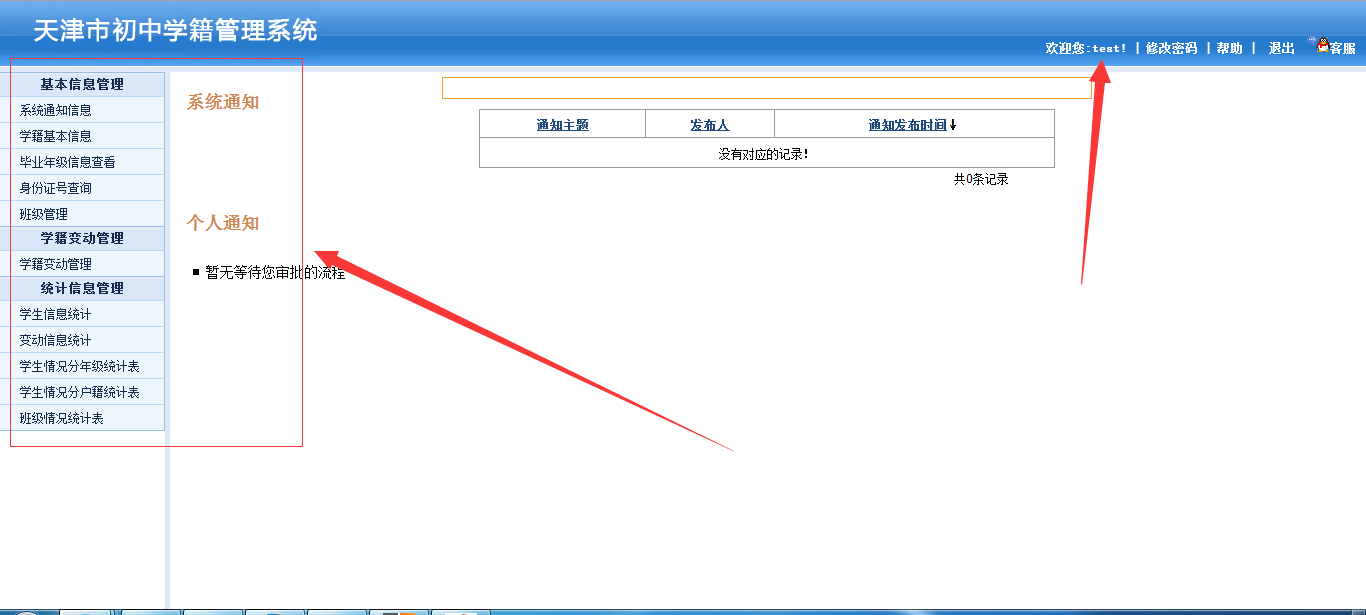 天津市初中学籍管理系统
欢迎您:test! | 修改密码 | 帮助 | 退出 客服
基本信息管理
系统通知信息
学籍基本信息
毕业年级信息查看
身份证号查询
班级管理
学籍变动管理
学籍变动管理
统计信息管理
学生信息统计
变动信息统计
学生情况分年级统计表
学生情况分户籍统计表
班级情况统计表
系统通知
通知主题 发布人 通知发布时间↓
没有对应的记录!
共0条记录
个人通知
■ 暂无等待您审批的流程